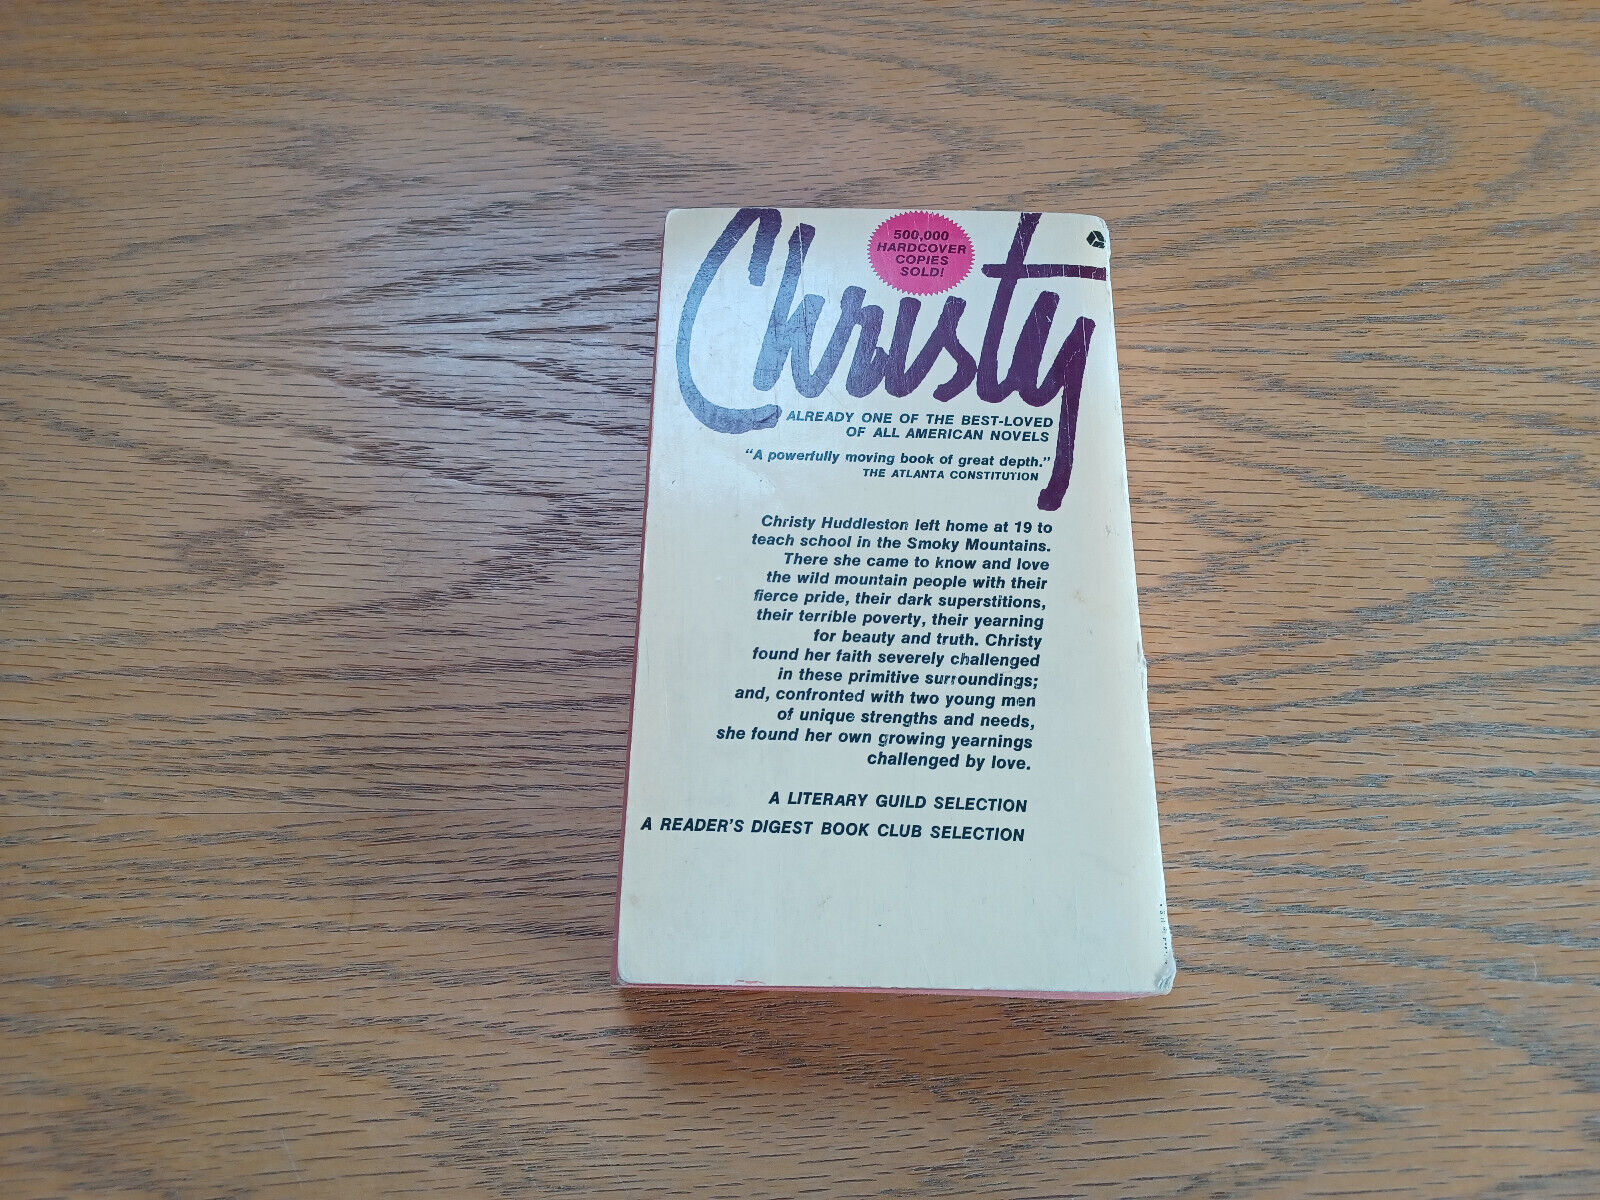 Christy
500,000
HARDCOVER
COPIES
SOLD!
ALREADY ONE OF THE BEST-LOVED
OF ALL AMERICAN NOVELS
"A powerfully moving book of great depth."
THE ATLANTA CONSTITUTION
Christy Huddleston left home at 19 to
teach school in the Smoky Mountains.
There she came to know and love
the wild mountain people with their
fierce pride, their dark superstitions,
their terrible poverty, their yearning
for beauty and truth. Christy
found her faith severely challenged
in these primitive surroundings;
and, confronted with two young men
of unique strengths and needs,
she found her own growing yearnings
challenged by love.
A LITERARY GUILD SELECTION
A READER'S DIGEST BOOK CLUB SELECTION